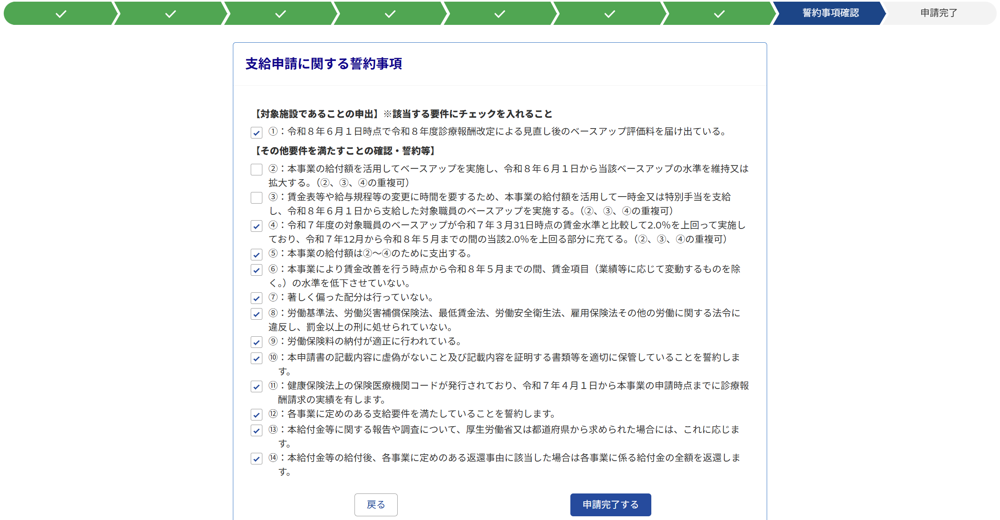 誓約事項確認
申請完了
支給申請に関する誓約事項
【対象施設であることの申出】※該当する要件にチェックを入れること
①：令和８年６月１日時点で令和８年度診療報酬改定による見直し後のベースアップ評価料を届け出ている。
【その他要件を満たすことの確認・誓約等】
②：本事業の給付額を活用してベースアップを実施し、令和８年６月１日から当該ベースアップの水準を維持又は
拡大する。（②、③、④の重複可）
③：賃金表等や給与規程等の変更に時間を要するため、本事業の給付額を活用して一時金又は特別手当を支給
し、令和８年６月１日から支給した対象職員のベースアップを実施する。（②、③、④の重複可）
④：令和７年度の対象職員のベースアップが令和７年３月31日時点の賃金水準と比較して2.0％を上回って実施し
ており、令和７年12月から令和８年５月までの間の当該2.0％を上回る部分に充てる。（②、③、④の重複可）
⑤：本事業の給付額は②～④のために支出する。
⑥：本事業により賃金改善を行う時点から令和８年５月までの間、賃金項目（業績等に応じて変動するものを除
く。）の水準を低下させていない。
⑦：著しく偏った配分は行っていない。
⑧：労働基準法、労働災害補償保険法、最低賃金法、労働安全衛生法、雇用保険法その他の労働に関する法令に
違反し、罰金以上の刑に処せられていない。
⑨：労働保険料の納付が適正に行われている。
⑩：本申請書の記載内容に虚偽がないこと及び記載内容を証明する書類等を適切に保管していることを誓約しま
す。
⑪：健康保険法上の保険医療機関コードが発行されており、令和７年４月１日から本事業の申請時点までに診療報
酬請求の実績を有します。
⑫：各事業に定めのある支給要件を満たしていることを誓約します。
⑬：本給付金等に関する報告や調査について、厚生労働省又は都道府県から求められた場合には、これに応じま
す。
⑭：本給付金等の給付後、各事業に定めのある返還事由に該当した場合は各事業に係る給付金の全額を返還しま
す。
戻る
申請完了する